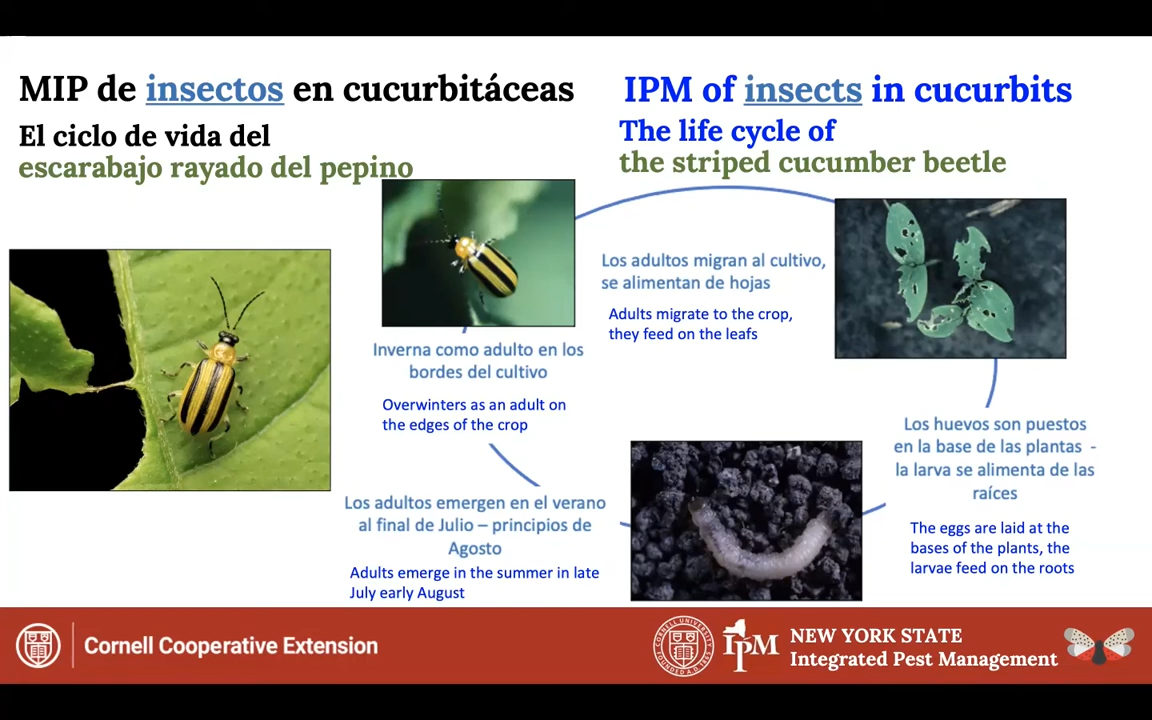 MIP de insectos en cucurbitáceas
El ciclo de vida del
escarabajo rayado del pepino
IPM of insects in cucurbits
The life cycle of
the striped cucumber beetle
Los adultos migran al cultivo,
se alimentan de hojas
Adults migrate to the crop,
they feed on the leafs
Inverna como adulto en los
bordes del cultivo
Overwinters as an adult on
the edges of the crop
Los huevos son puestos
en la base de las plantas -
la larva se alimenta de las
raíces
The eggs are laid at the
bases of the plants, the
larvae feed on the roots
Los adultos emergen en el verano
al final de Julio – principios de
Agosto
Adults emerge in the summer in late
July early August
Cornell Cooperative Extension
CORNELL UNIVERSITY
FOUNDED A.D. 1865
IPM
NEW YORK STATE
Integrated Pest Management